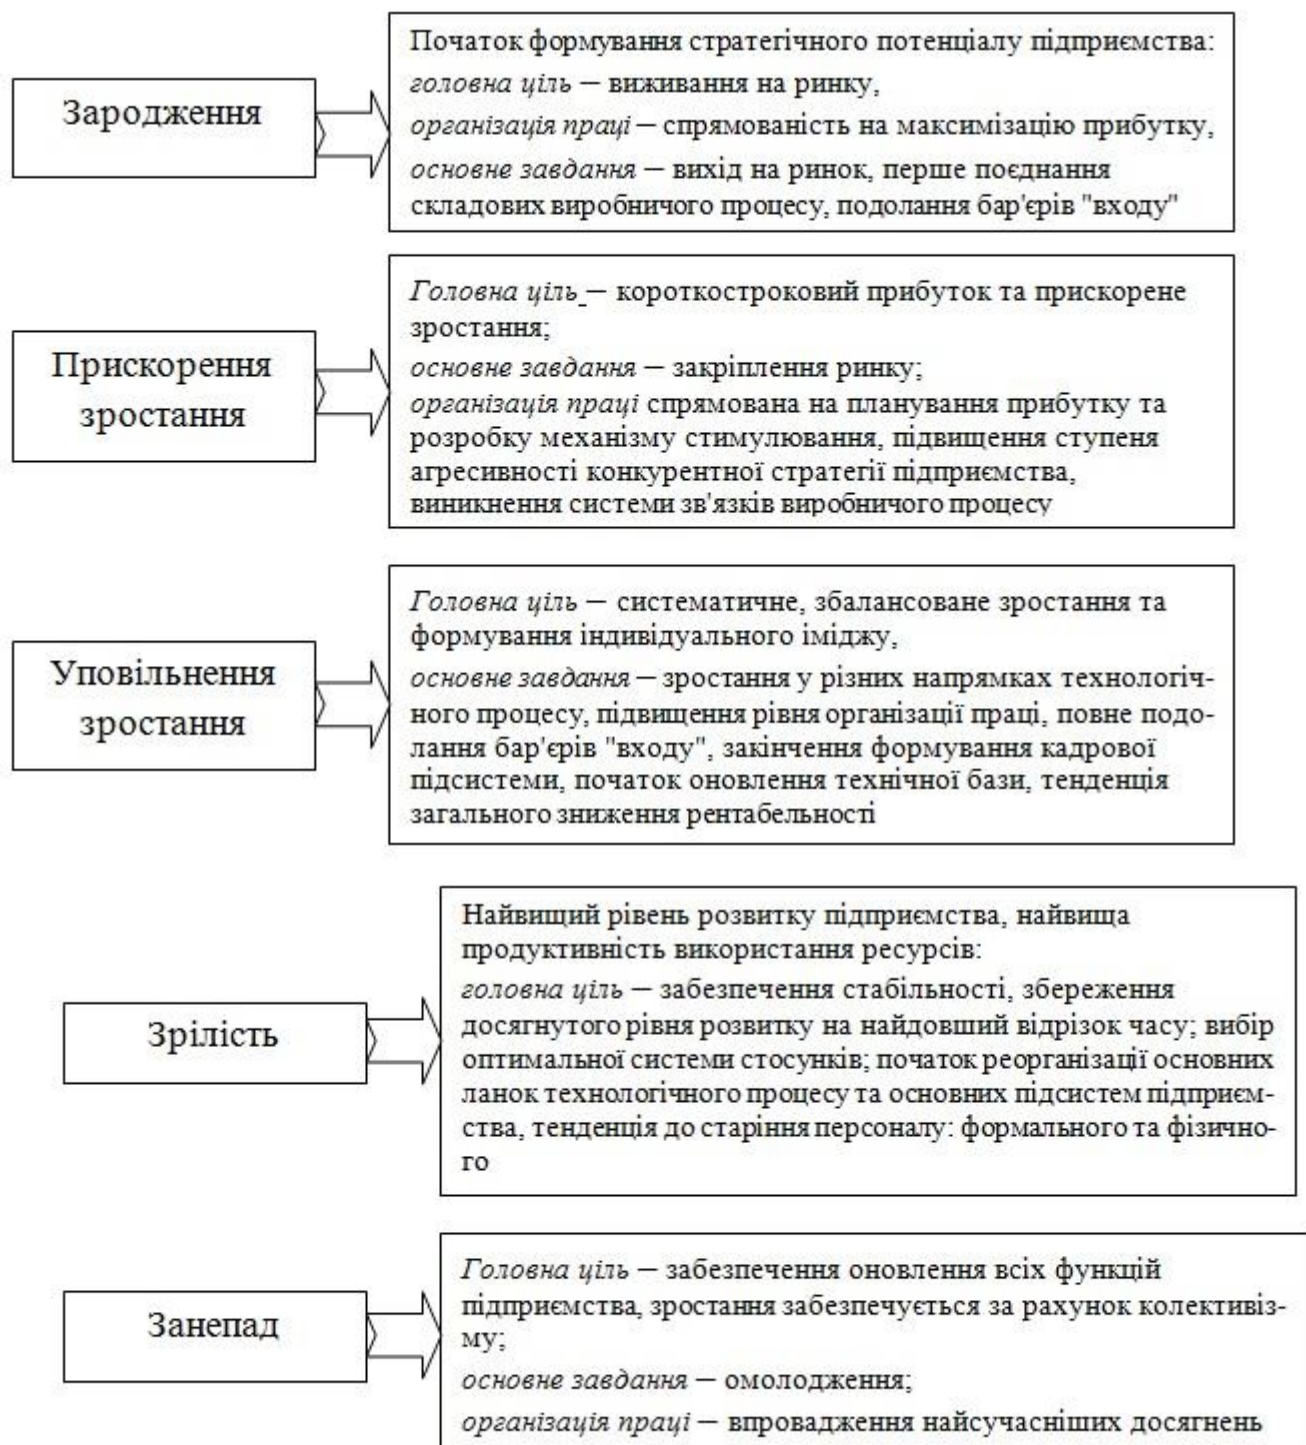 Зародження
Початок формування стратегічного потенціалу підприємства:
головна ціль — виживання на ринку,
організація праці — спрямованість на максимізацію прибутку,
основне завдання — вихід на ринок, перше поєднання
складових виробничого процесу, подолання бар'єрів "входу"
Прискорення
зростання
Головна ціль — короткостроковий прибуток та прискорене
зростання;
основне завдання — закріплення ринку;
організація праці спрямована на планування прибутку та
розробку механізму стимулювання, підвищення ступеня
агресивності конкурентної стратегії підприємства,
виникнення системи зв'язків виробничого процесу
Уповільнення
зростання
Головна ціль — систематичне, збалансоване зростання та
формування індивідуального іміджу,
основне завдання — зростання у різних напрямках технологіч-
ного процесу, підвищення рівня організації праці, повне подо-
лання бар'єрів "входу", закінчення формування кадрової
підсистеми, початок оновлення технічної бази, тенденція
загального зниження рентабельності
Зрілість
Найвищий рівень розвитку підприємства, найвища
продуктивність використання ресурсів:
головна ціль — забезпечення стабільності, збереження
досягнутого рівня розвитку на найдовший відрізок часу; вибір
оптимальної системи стосунків; початок реорганізації основних
ланок технологічного процесу та основних підсистем підприєм-
ства, тенденція до старіння персоналу: формального та фізично-
го
Занепад
Головна ціль — забезпечення оновлення всіх функцій
підприємства, зростання забезпечується за рахунок колективіз-
му;
основне завдання — омолодження;
організація праці — впровадження найсучасніших досягнень